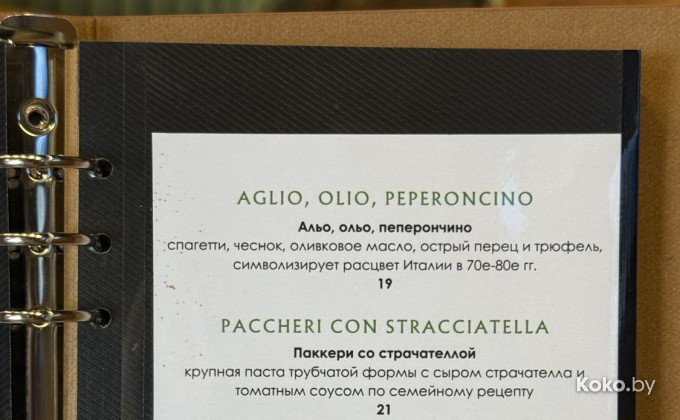 AGLIO, OLIO, PEPERONCINO
Альо, ольо, пеперончино
спагетти, чеснок, оливковое масло, острый перец и трюфель,
символизирует расцвет Италии в 70е-80е гг.
19
PACCHERI CON STRACCIATELLA
Паккери со страчателлой
крупная паста трубчатой формы с сыром страчателла и
томатным соусом по семейному рецепту
21
Koko.by